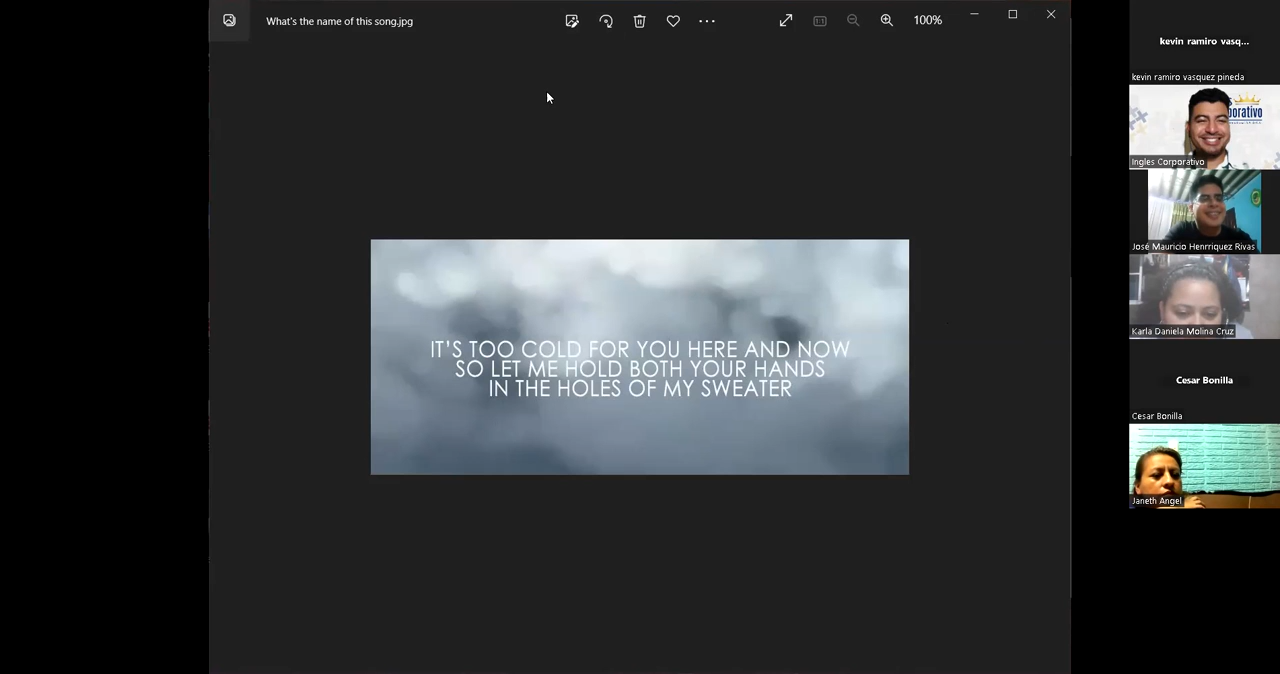 What's the name of this song.jpg
100%
IT'S TOO COLD FOR YOU HERE AND NOW
SO LET ME HOLD BOTH YOUR HANDS
IN THE HOLES OF MY SWEATER
kevin ramiro vasq...
kevin ramiro vasquez pineda
porativo
Ingles Corporativo
José Mauricio Henrriquez Rivas
Karla Daniela Molina Cruz
Cesar Bonilla
Cesar Bonilla
Janeth Angel